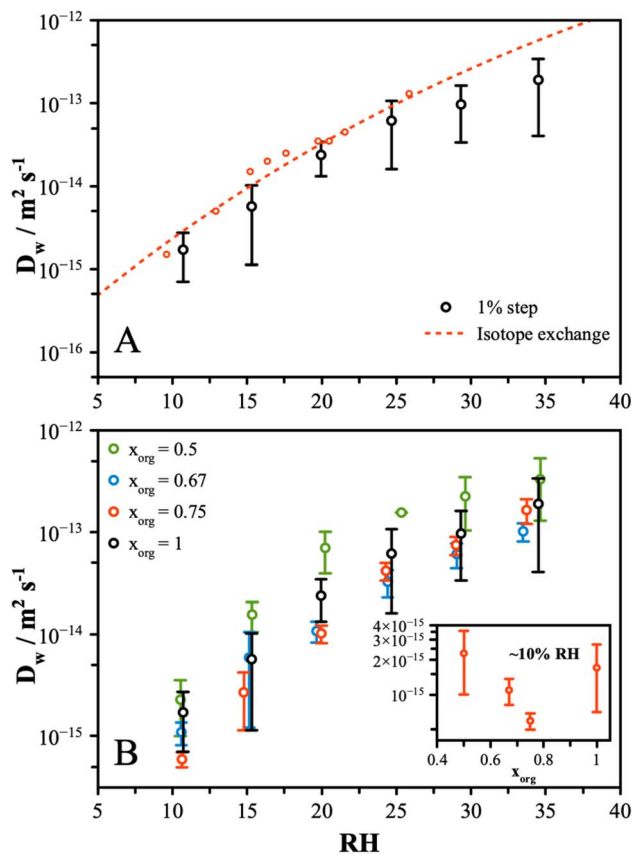 10⁻¹²
10⁻¹³
10⁻¹⁴
10⁻¹⁵
10⁻¹⁶
D_w / m² s⁻¹
A
1% step
Isotope exchange
5 10 15 20 25 30 35 40
10⁻¹²
10⁻¹³
10⁻¹⁴
10⁻¹⁵
D_w / m² s⁻¹
x_org = 0.5
x_org = 0.67
x_org = 0.75
x_org = 1
B
4×10⁻¹⁵
3×10⁻¹⁵
2×10⁻¹⁵
10⁻¹⁵
~10% RH
0.4 0.6 0.8 1
x_org
5 10 15 20 25 30 35 40
RH